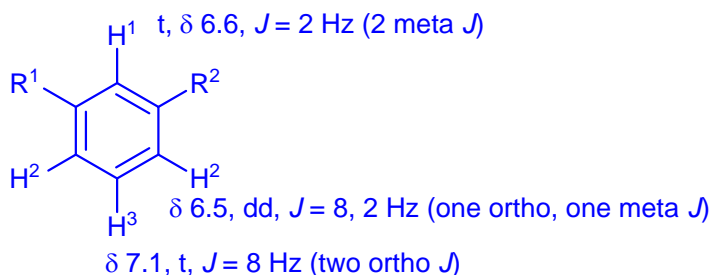 t, δ 6.6, J = 2 Hz (2 meta J)
H¹
R¹ R²
H² H²
δ 6.5, dd, J = 8, 2 Hz (one ortho, one meta J)
H³
δ 7.1, t, J = 8 Hz (two ortho J)